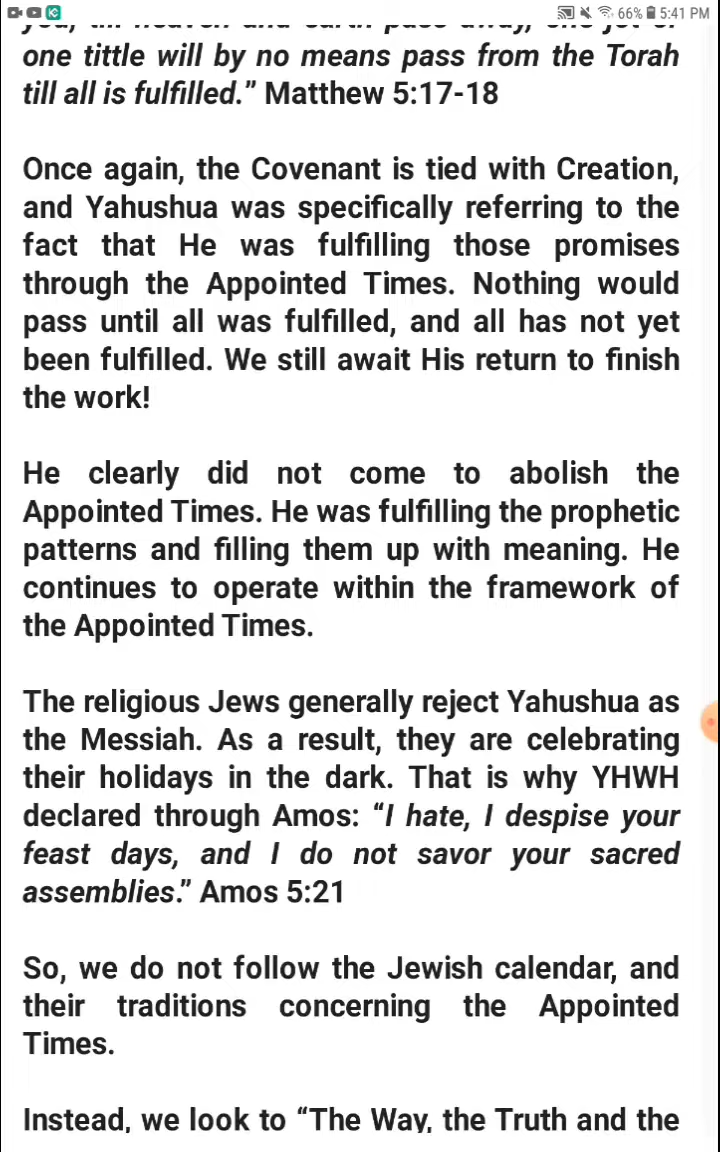 66% 5:41 PM
one tittle will by no means pass from the Torah
till all is fulfilled." Matthew 5:17-18
Once again, the Covenant is tied with Creation,
and Yahushua was specifically referring to the
fact that He was fulfilling those promises
through the Appointed Times. Nothing would
pass until all was fulfilled, and all has not yet
been fulfilled. We still await His return to finish
the work!
He clearly did not come to abolish the
Appointed Times. He was fulfilling the prophetic
patterns and filling them up with meaning. He
continues to operate within the framework of
the Appointed Times.
The religious Jews generally reject Yahushua as
the Messiah. As a result, they are celebrating
their holidays in the dark. That is why YHWH
declared through Amos: “I hate, I despise your
feast days, and I do not savor your sacred
assemblies.” Amos 5:21
So, we do not follow the Jewish calendar, and
their traditions concerning the Appointed
Times.
Instead, we look to “The Way, the Truth and the